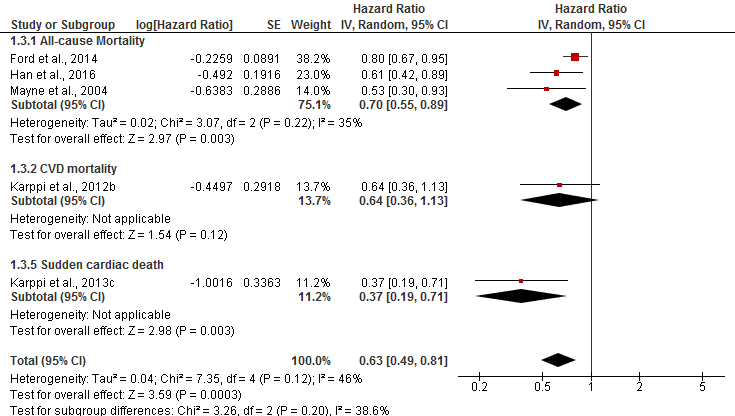 Hazard Ratio Hazard Ratio
Study or Subgroup log[Hazard Ratio] SE Weight IV, Random, 95% CI IV, Random, 95% CI
1.3.1 All-cause Mortality
Ford et al., 2014 -0.2259 0.0891 38.2% 0.80 [0.67, 0.95]
Han et al., 2016 -0.492 0.1916 23.0% 0.61 [0.42, 0.89]
Mayne et al., 2004 -0.6383 0.2886 14.0% 0.53 [0.30, 0.93]
Subtotal (95% CI) 75.1% 0.70 [0.55, 0.89]
Heterogeneity: Tau² = 0.02; Chi² = 3.07, df = 2 (P = 0.22); I² = 35%
Test for overall effect: Z = 2.97 (P = 0.003)
1.3.2 CVD mortality
Karppi et al., 2012b -0.4497 0.2918 13.7% 0.64 [0.36, 1.13]
Subtotal (95% CI) 13.7% 0.64 [0.36, 1.13]
Heterogeneity: Not applicable
Test for overall effect: Z = 1.54 (P = 0.12)
1.3.5 Sudden cardiac death
Karppi et al., 2013c -1.0016 0.3363 11.2% 0.37 [0.19, 0.71]
Subtotal (95% CI) 11.2% 0.37 [0.19, 0.71]
Heterogeneity: Not applicable
Test for overall effect: Z = 2.98 (P = 0.003)
Total (95% CI) 100.0% 0.63 [0.49, 0.81]
Heterogeneity: Tau² = 0.04; Chi² = 7.35, df = 4 (P = 0.12); I² = 46%
Test for overall effect: Z = 3.59 (P = 0.0003)
Test for subgroup differences: Chi² = 3.26, df = 2 (P = 0.20), I² = 38.6%
0.2 0.5 1 2 5